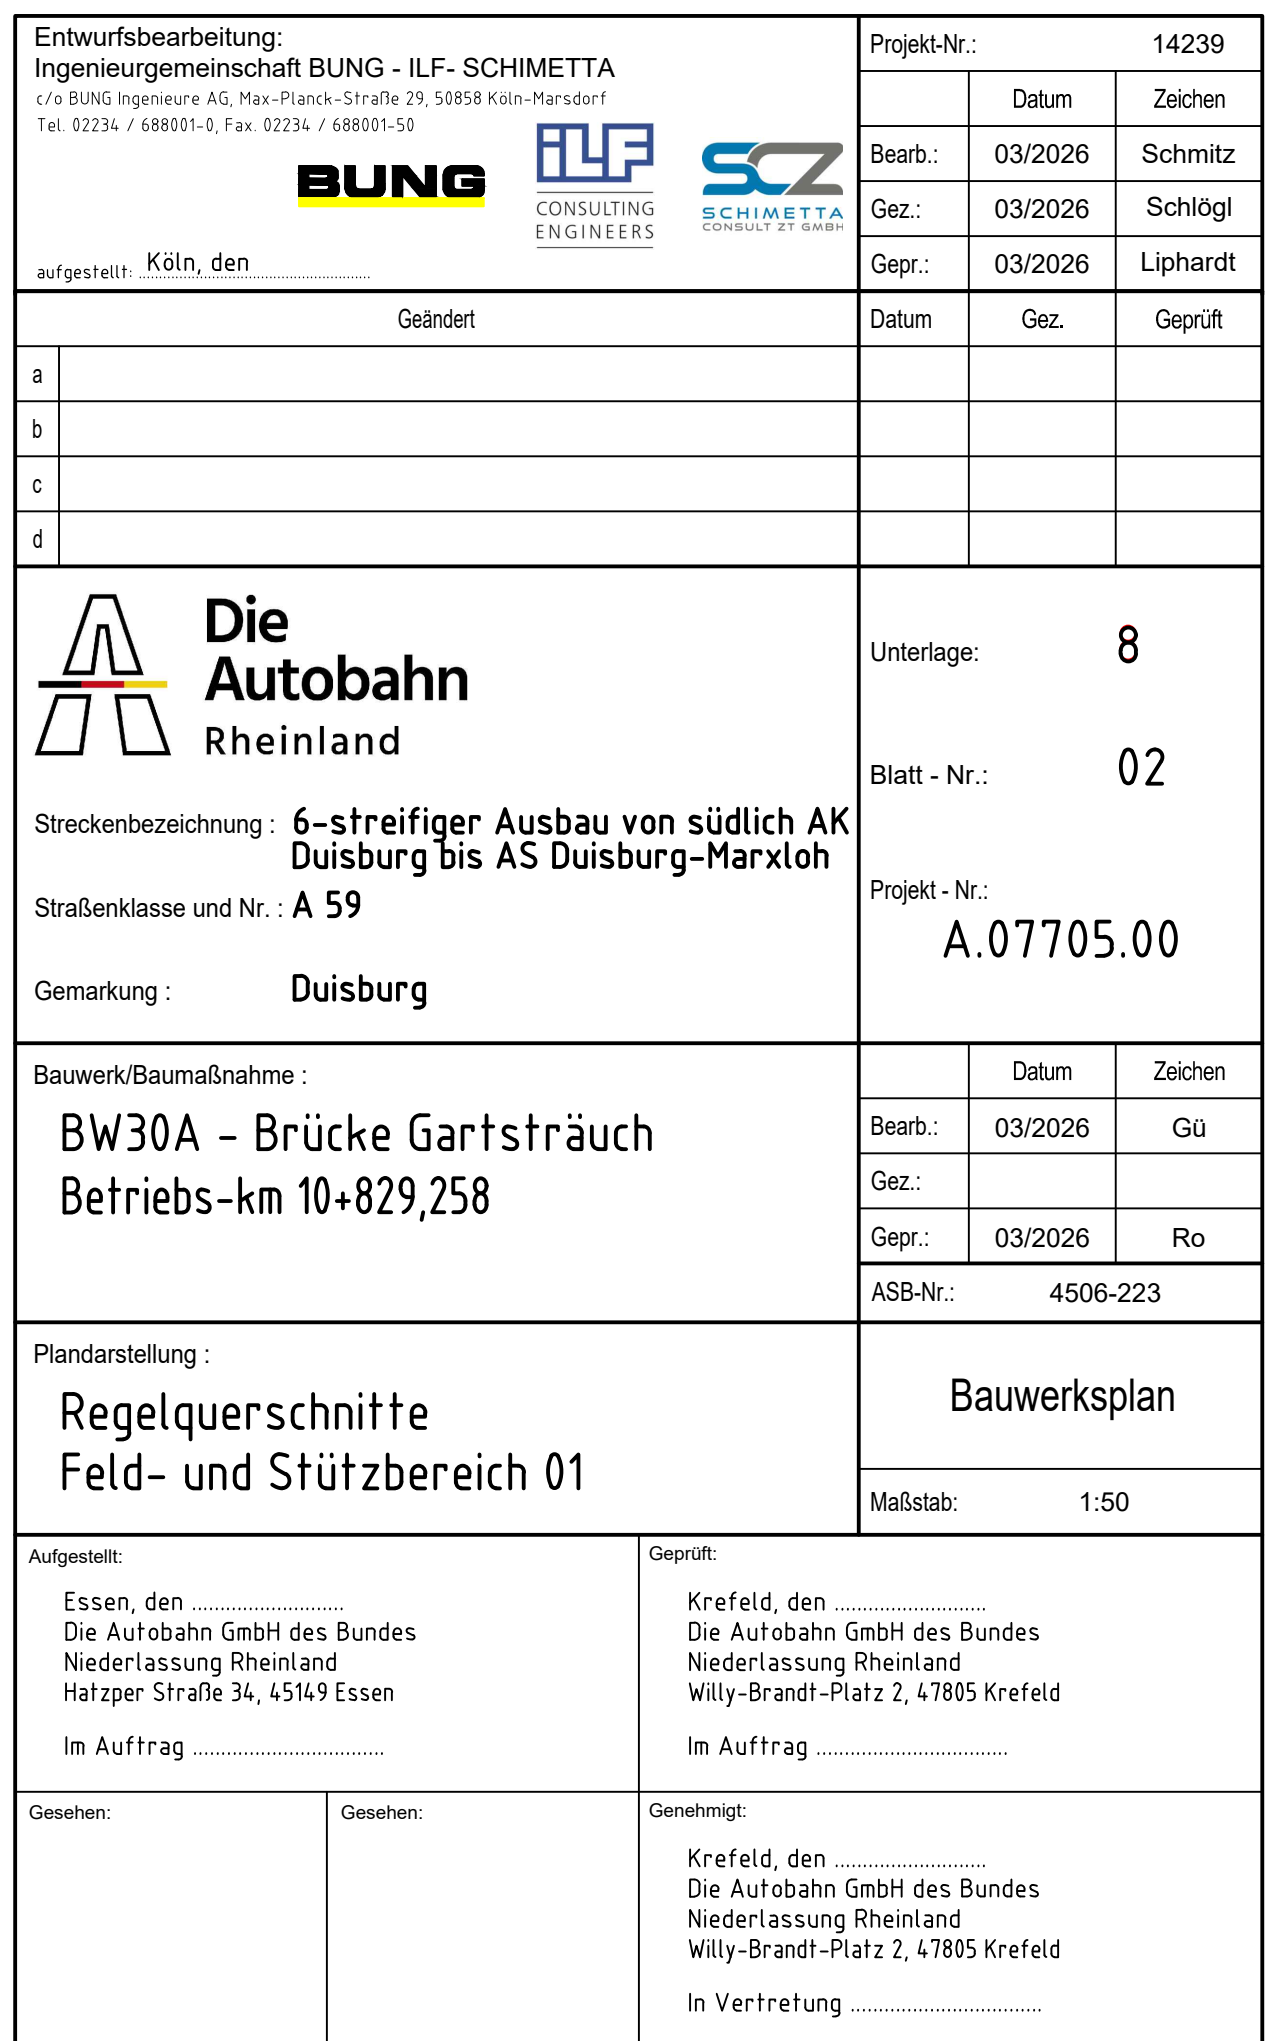 Entwurfsbearbeitung:
Ingenieurgemeinschaft BUNG - ILF- SCHIMETTA
c/o BUNG Ingenieure AG, Max-Planck-Straße 29, 50858 Köln-Marsdorf
Tel. 02234 / 688001-0, Fax. 02234 / 688001-50
BUNG
iLF
CONSULTING
ENGINEERS
SCZ
SCHIMETTA
CONSULT ZT GMBH
aufgestellt: Köln, den
Projekt-Nr.: 14239
Datum Zeichen
Bearb.: 03/2026 Schmitz
Gez.: 03/2026 Schlögl
Gepr.: 03/2026 Liphardt
Geändert Datum Gez. Geprüft
a
b
c
d
Die
Autobahn
Rheinland
Streckenbezeichnung : 6-streifiger Ausbau von südlich AK
Duisburg bis AS Duisburg-Marxloh
Straßenklasse und Nr. : A 59
Gemarkung : Duisburg
Unterlage: 8
Blatt - Nr.: 02
Projekt - Nr.:
A.07705.00
Bauwerk/Baumaßnahme :
BW30A - Brücke Gartsträuch
Betriebs-km 10+829,258
Datum Zeichen
Bearb.: 03/2026 Gü
Gez.:
Gepr.: 03/2026 Ro
ASB-Nr.: 4506-223
Plandarstellung :
Regelquerschnitte
Feld- und Stützbereich 01
Bauwerksplan
Maßstab: 1:50
Aufgestellt:
Essen, den ...........................
Die Autobahn GmbH des Bundes
Niederlassung Rheinland
Hatzper Straße 34, 45149 Essen
Im Auftrag ..................................
Geprüft:
Krefeld, den ...........................
Die Autobahn GmbH des Bundes
Niederlassung Rheinland
Willy-Brandt-Platz 2, 47805 Krefeld
Im Auftrag ..................................
Gesehen:
Gesehen:
Genehmigt:
Krefeld, den ...........................
Die Autobahn GmbH des Bundes
Niederlassung Rheinland
Willy-Brandt-Platz 2, 47805 Krefeld
In Vertretung ..................................